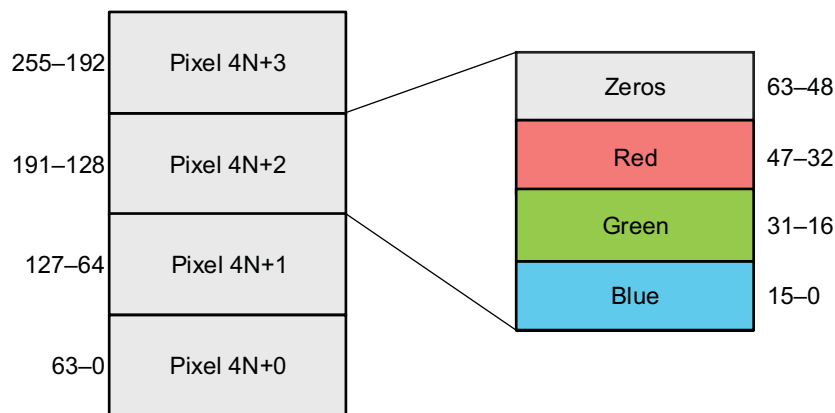 255–192
Pixel 4N+3
191–128
Pixel 4N+2
127–64
Pixel 4N+1
63–0
Pixel 4N+0
Zeros
63–48
Red
47–32
Green
31–16
Blue
15–0